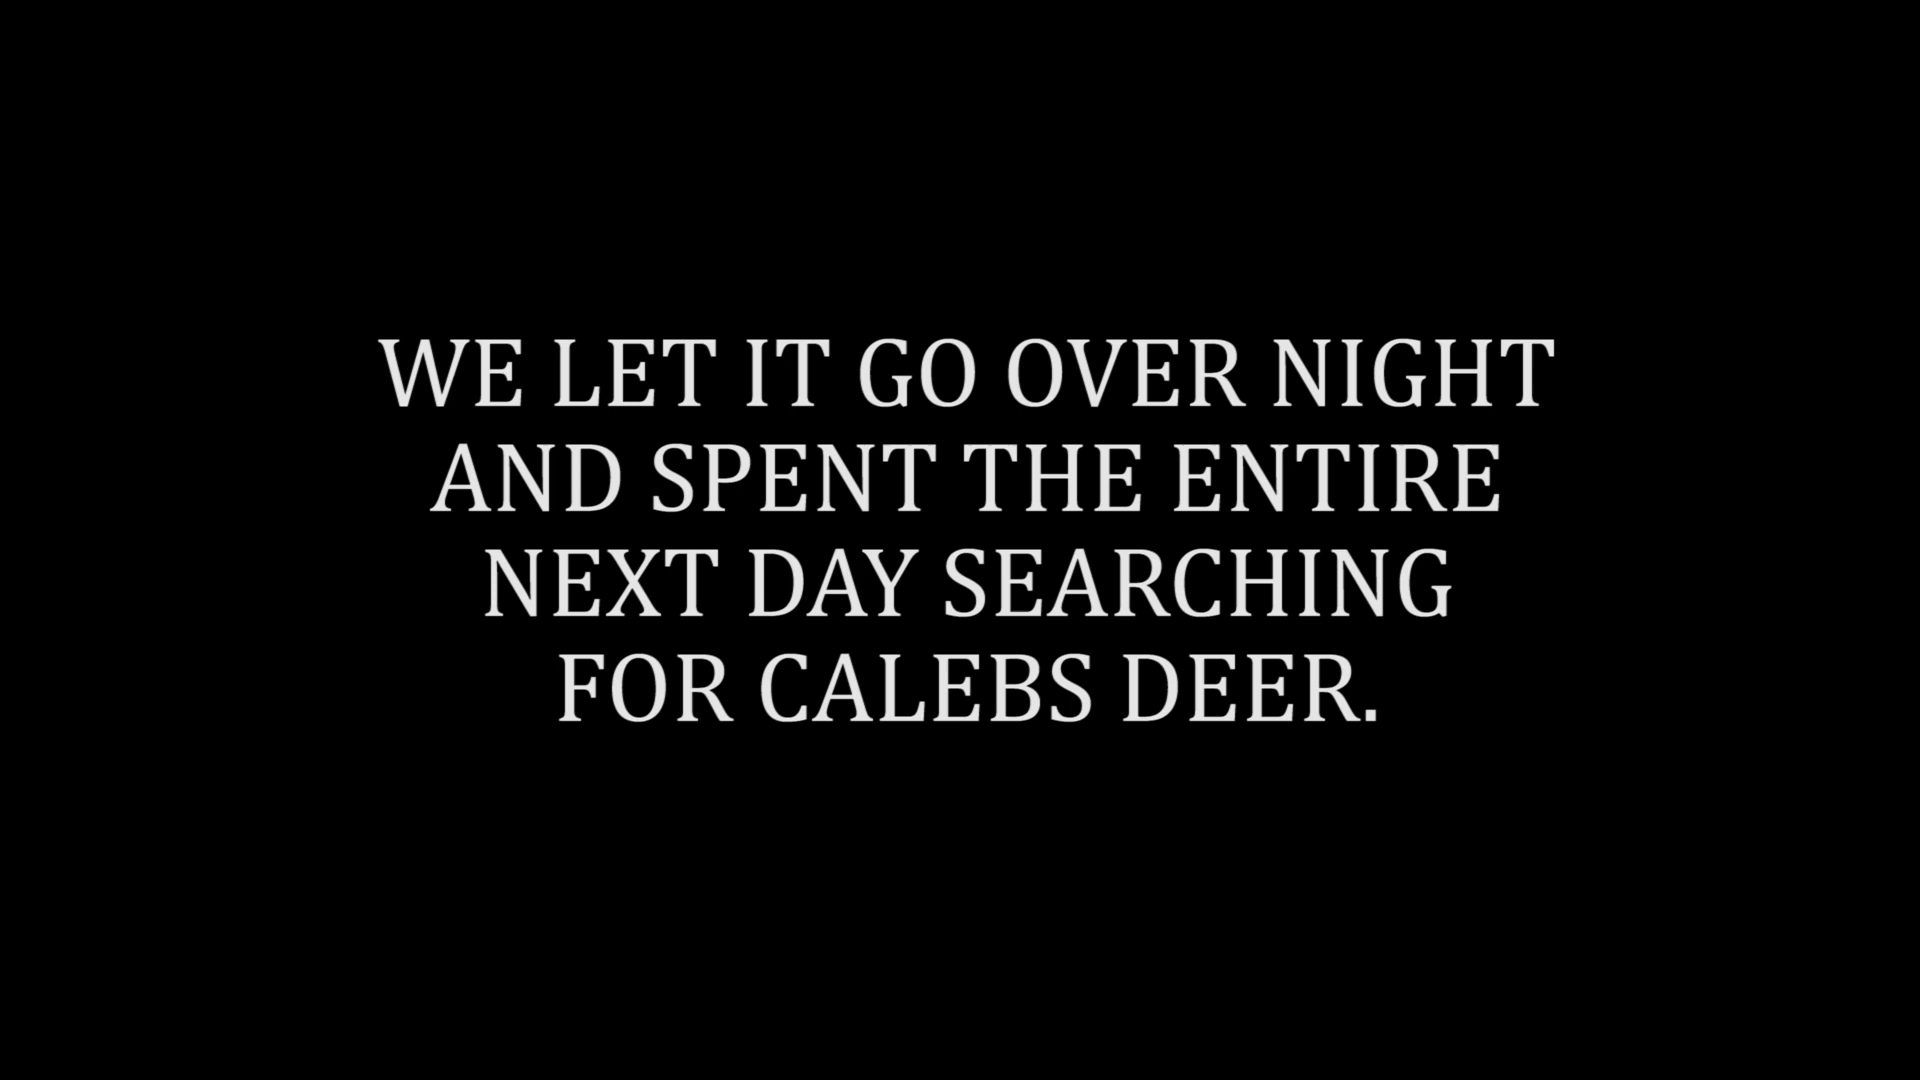 WE LET IT GO OVER NIGHT
AND SPENT THE ENTIRE
NEXT DAY SEARCHING
FOR CALEBS DEER.